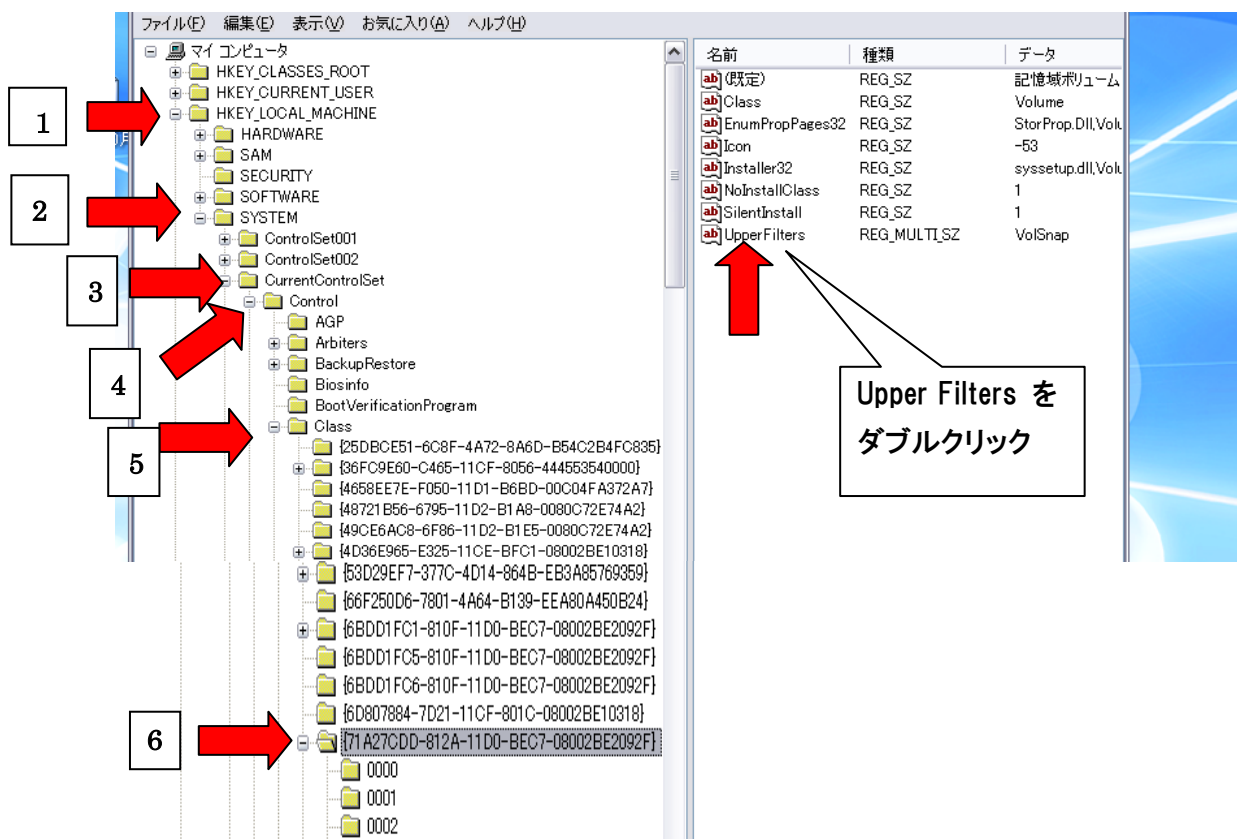 ファイル(F) 編集(E) 表示(V) お気に入り(A) ヘルプ(H)
マイ コンピュータ
HKEY_CLASSES_ROOT
HKEY_CURRENT_USER
1
HKEY_LOCAL_MACHINE
HARDWARE
SAM
SECURITY
SOFTWARE
2
SYSTEM
ControlSet001
ControlSet002
3
CurrentControlSet
Control
AGP
Arbiters
4
BackupRestore
Biosinfo
BootVerificationProgram
5
Class
{25DBCE51-6C8F-4A72-8A6D-B54C2B4FC835}
{36FC9E60-C465-11CF-8056-444553540000}
{4658EE7E-F050-11D1-B6BD-00C04FA372A7}
{48721B56-6795-11D2-B1A8-0080C72E74A2}
{49CE6AC8-6F86-11D2-B1E5-0080C72E74A2}
{4D36E965-E325-11CE-BFC1-08002BE10318}
{53D29EF7-377C-4D14-864B-EB3A85769359}
{66F250D6-7801-4A64-B139-EEA80A450B24}
{6BDD1FC1-810F-11D0-BEC7-08002BE2092F}
{6BDD1FC5-810F-11D0-BEC7-08002BE2092F}
{6BDD1FC6-810F-11D0-BEC7-08002BE2092F}
{6D807884-7D21-11CF-801C-08002BE10318}
6
{71A27CDD-812A-11D0-BEC7-08002BE2092F}
0000
0001
0002
名前 種類 データ
ab (既定) REG_SZ 記憶域ボリューム
ab Class REG_SZ Volume
ab EnumPropPages32 REG_SZ StorProp.Dll,Volu
ab Icon REG_SZ -53
ab Installer32 REG_SZ syssetup.dll,Volu
ab NoInstallClass REG_SZ 1
ab SilentInstall REG_SZ 1
ab UpperFilters REG_MULTI_SZ VolSnap
Upper Filters を
ダブルクリック